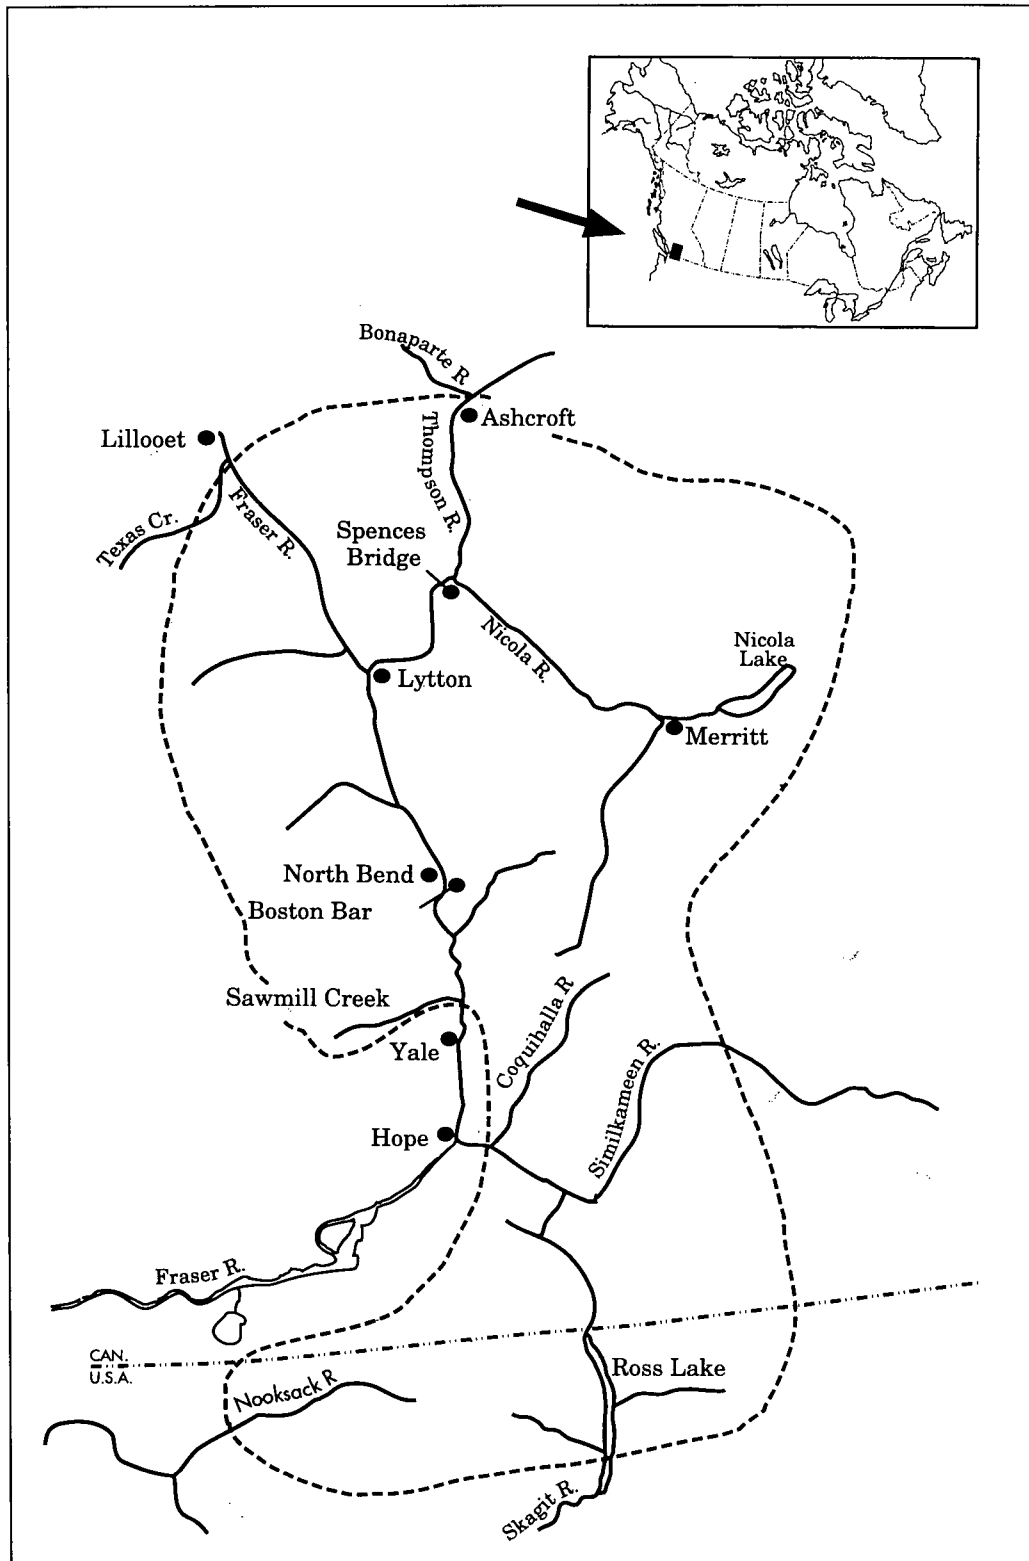 Bonaparte R
Ashcroft
Lillooet
Thompson R.
Fraser R.
Texas Cr.
Spences
Bridge
Nicola R.
Nicola
Lake
Lytton
Merritt
North Bend
Boston Bar
Sawmill Creek
Coquihalla R
Yale
Similkameen R.
Hope
Fraser R.
CAN.
U.S.A.
Ross Lake
Nooksack R
Skagit R.